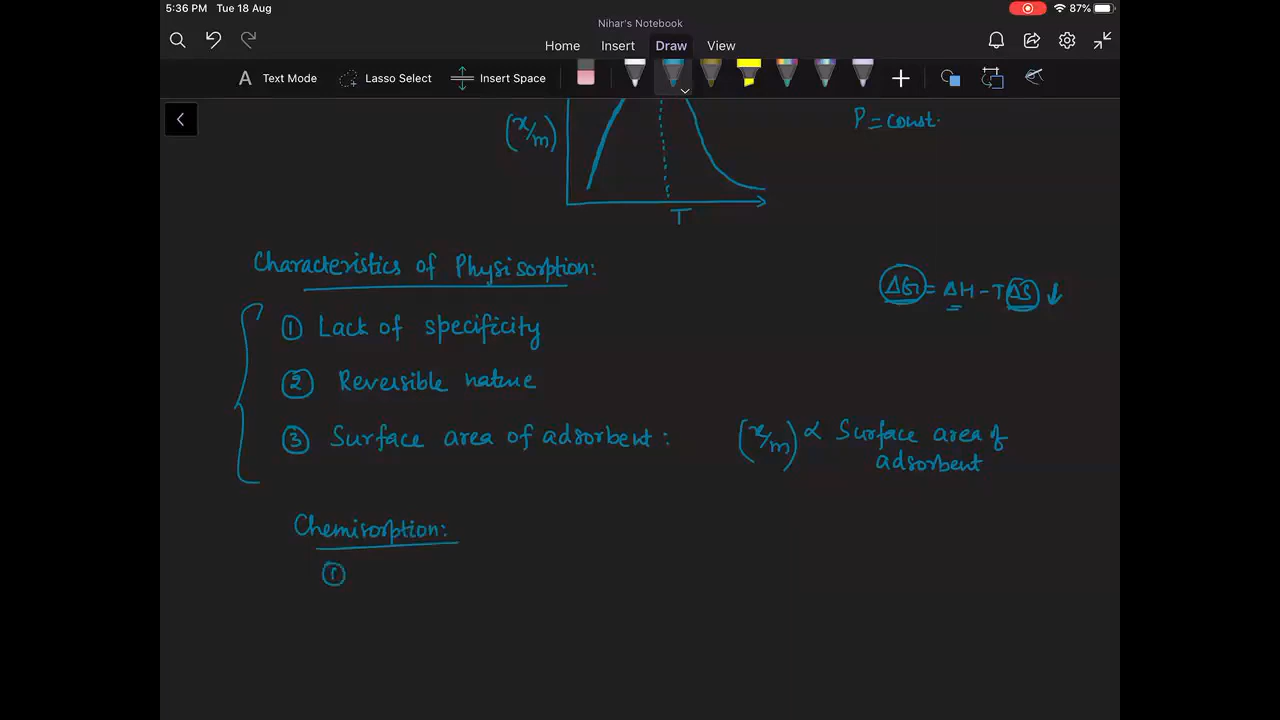 5:36 PM Tue 18 Aug
87%
Nihar's Notebook
Home Insert Draw View
Text Mode Lasso Select Insert Space
(x/m)
P = const.
T
Characteristics of Physisorption:
ΔG = ΔH - TΔS ↓
① Lack of specificity
② Reversible nature
③ Surface area of adsorbent:
(x/m) ∝ Surface area of
adsorbent
Chemisorption:
①